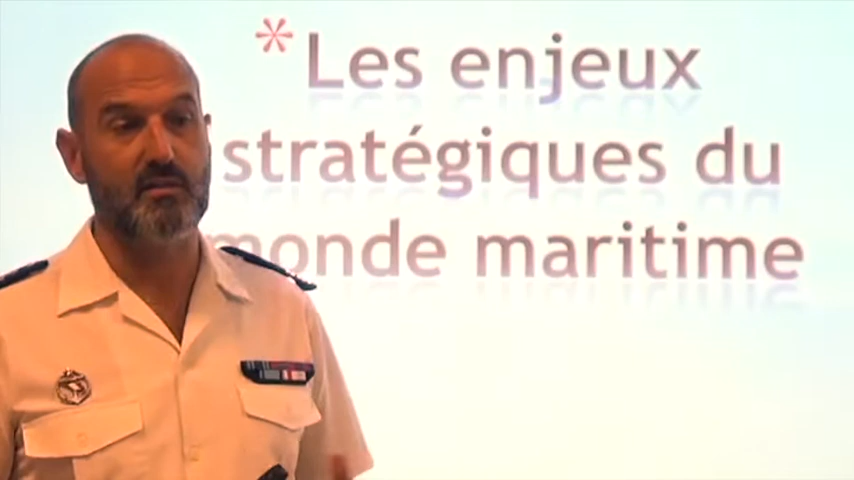 * Les enjeux
stratégiques du
monde maritime